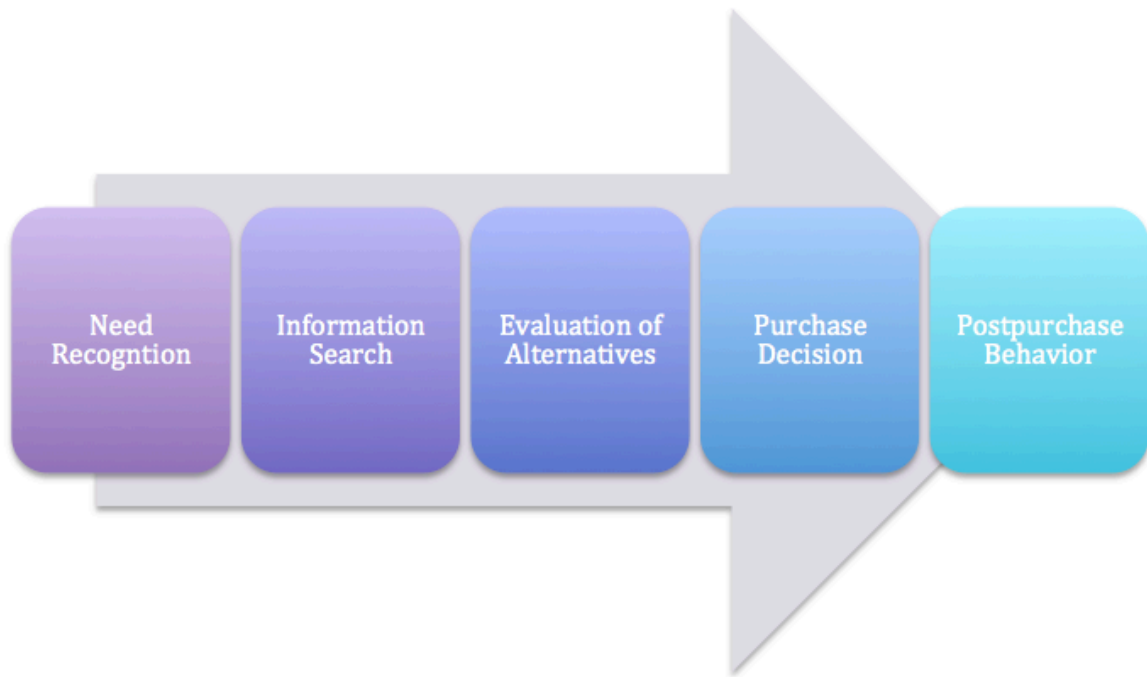 Need
Recogntion
Information
Search
Evaluation of
Alternatives
Purchase
Decision
Postpurchase
Behavior